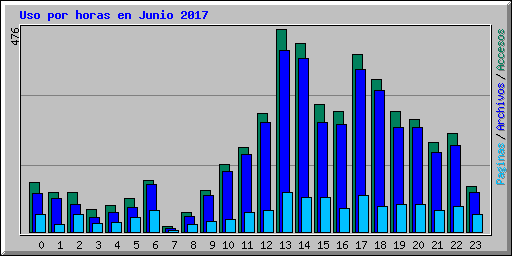 Uso por horas en Junio 2017
476
Paginas / Archivos / Accesos
0 1 2 3 4 5 6 7 8 9 10 11 12 13 14 15 16 17 18 19 20 21 22 23